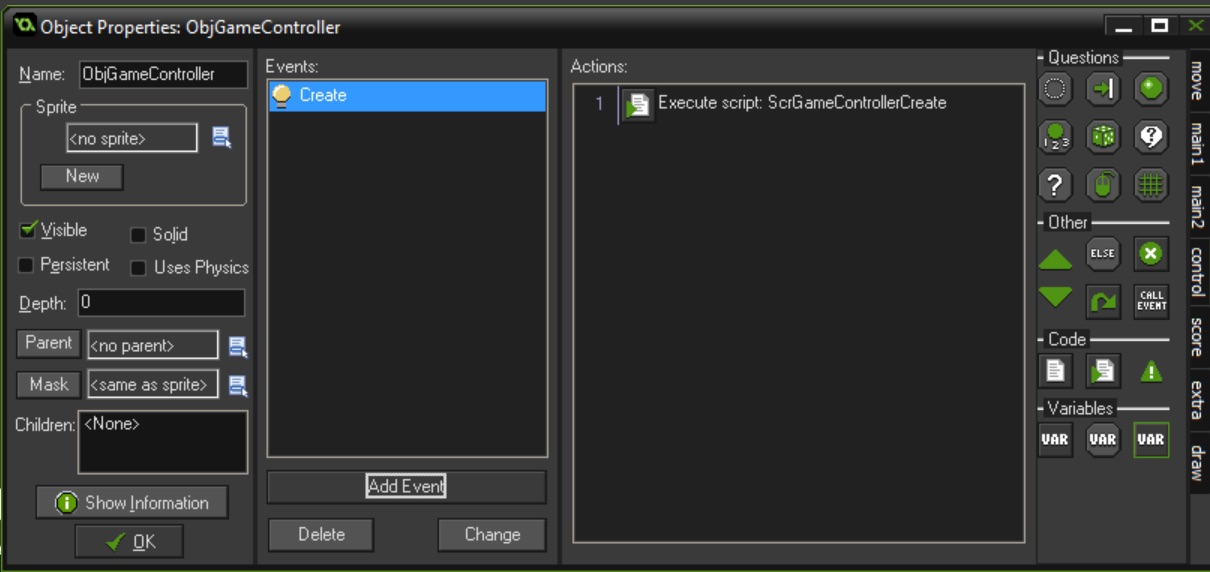 Object Properties: ObjGameController
Name: ObjGameController
Sprite
<no sprite>
New
Visible
Solid
Persistent
Uses Physics
Depth: 0
Parent <no parent>
Mask <same as sprite>
Children: <None>
Show Information
OK
Events:
Create
Add Event
Delete
Change
Actions:
1 Execute script: ScrGameControllerCreate
Questions
1 2 3
?
?
Other
ELSE
CALL
EVENT
Code
Variables
VAR VAR VAR
move
main1
main2
control
score
extra
draw